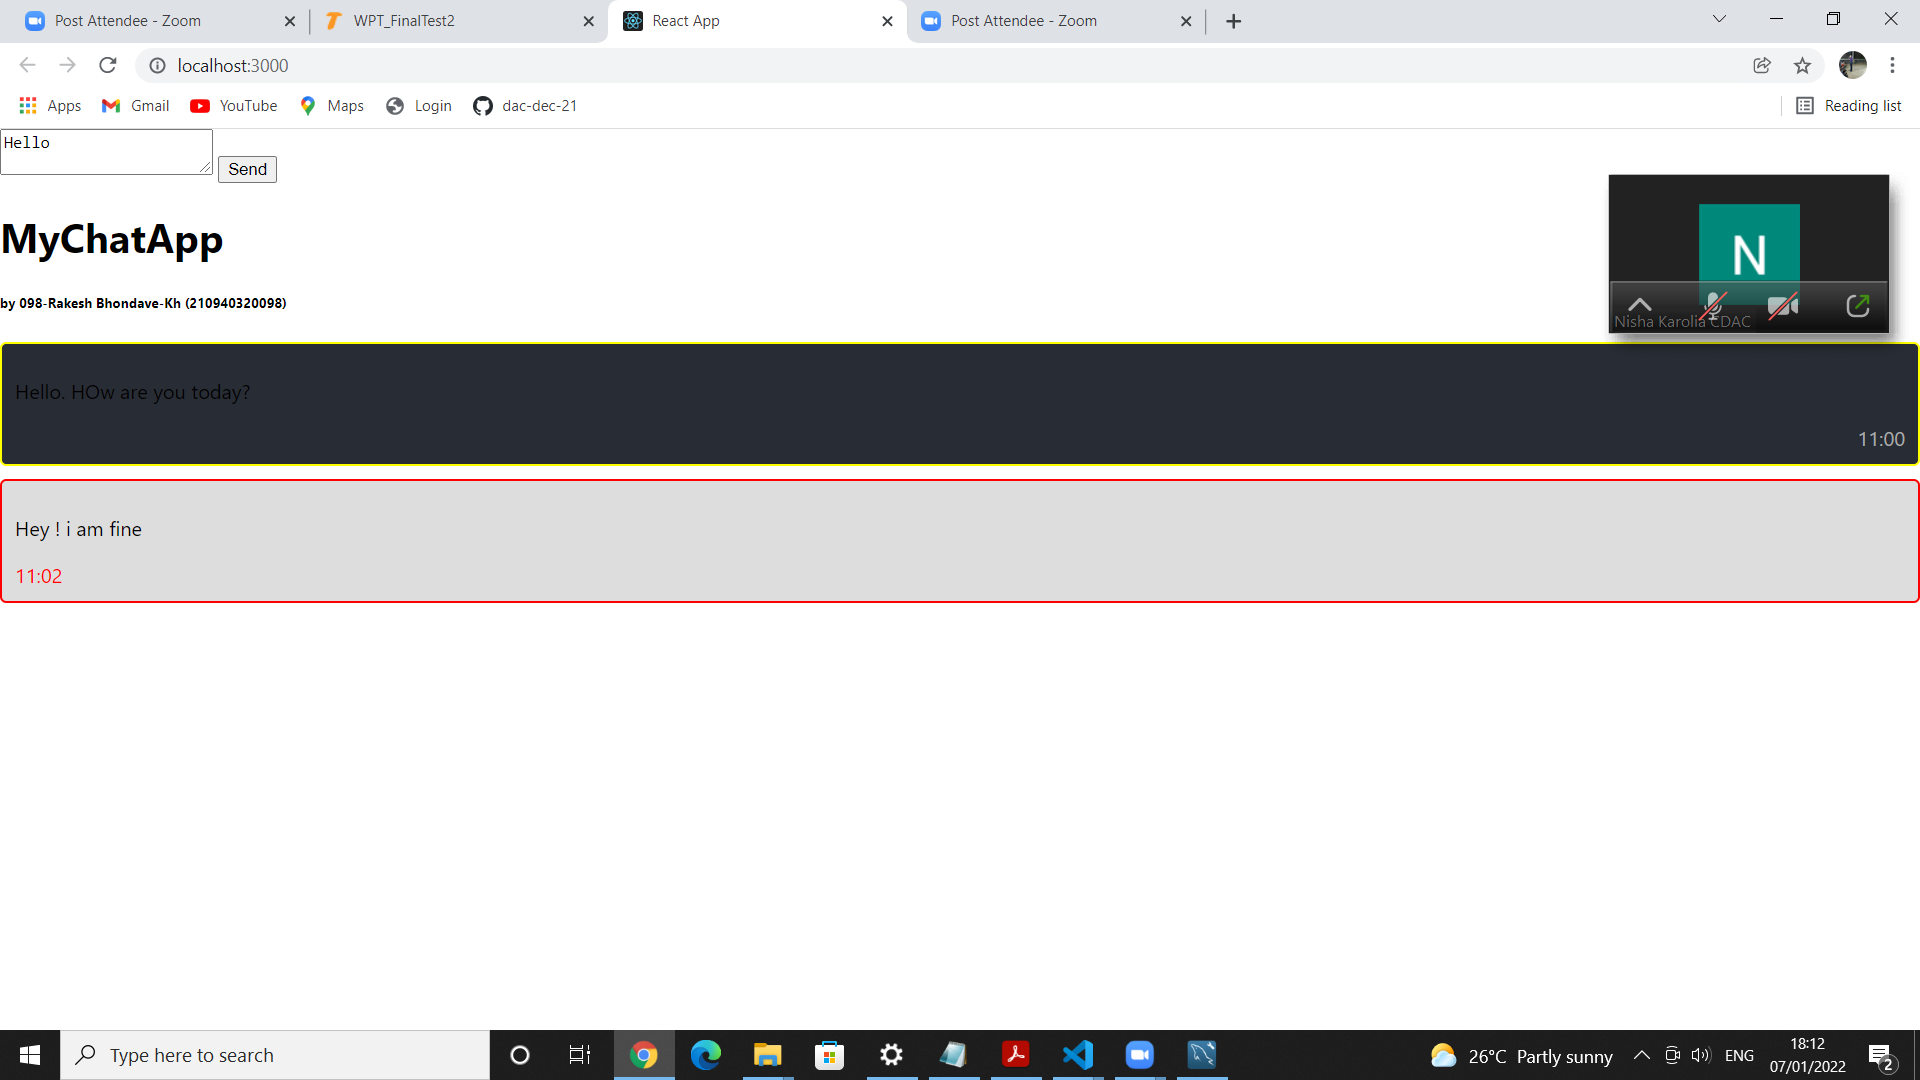 Post Attendee - Zoom
WPT_FinalTest2
React App
Post Attendee - Zoom
localhost:3000
Apps
Gmail
YouTube
Maps
Login
dac-dec-21
Reading list
Hello
Send
MyChatApp
by 098-Rakesh Bhondave-Kh (210940320098)
N
Nisha Karolia CDAC
Hello. HOw are you today?
11:00
Hey ! i am fine
11:02
Type here to search
26°C Partly sunny
ENG
18:12
07/01/2022
2